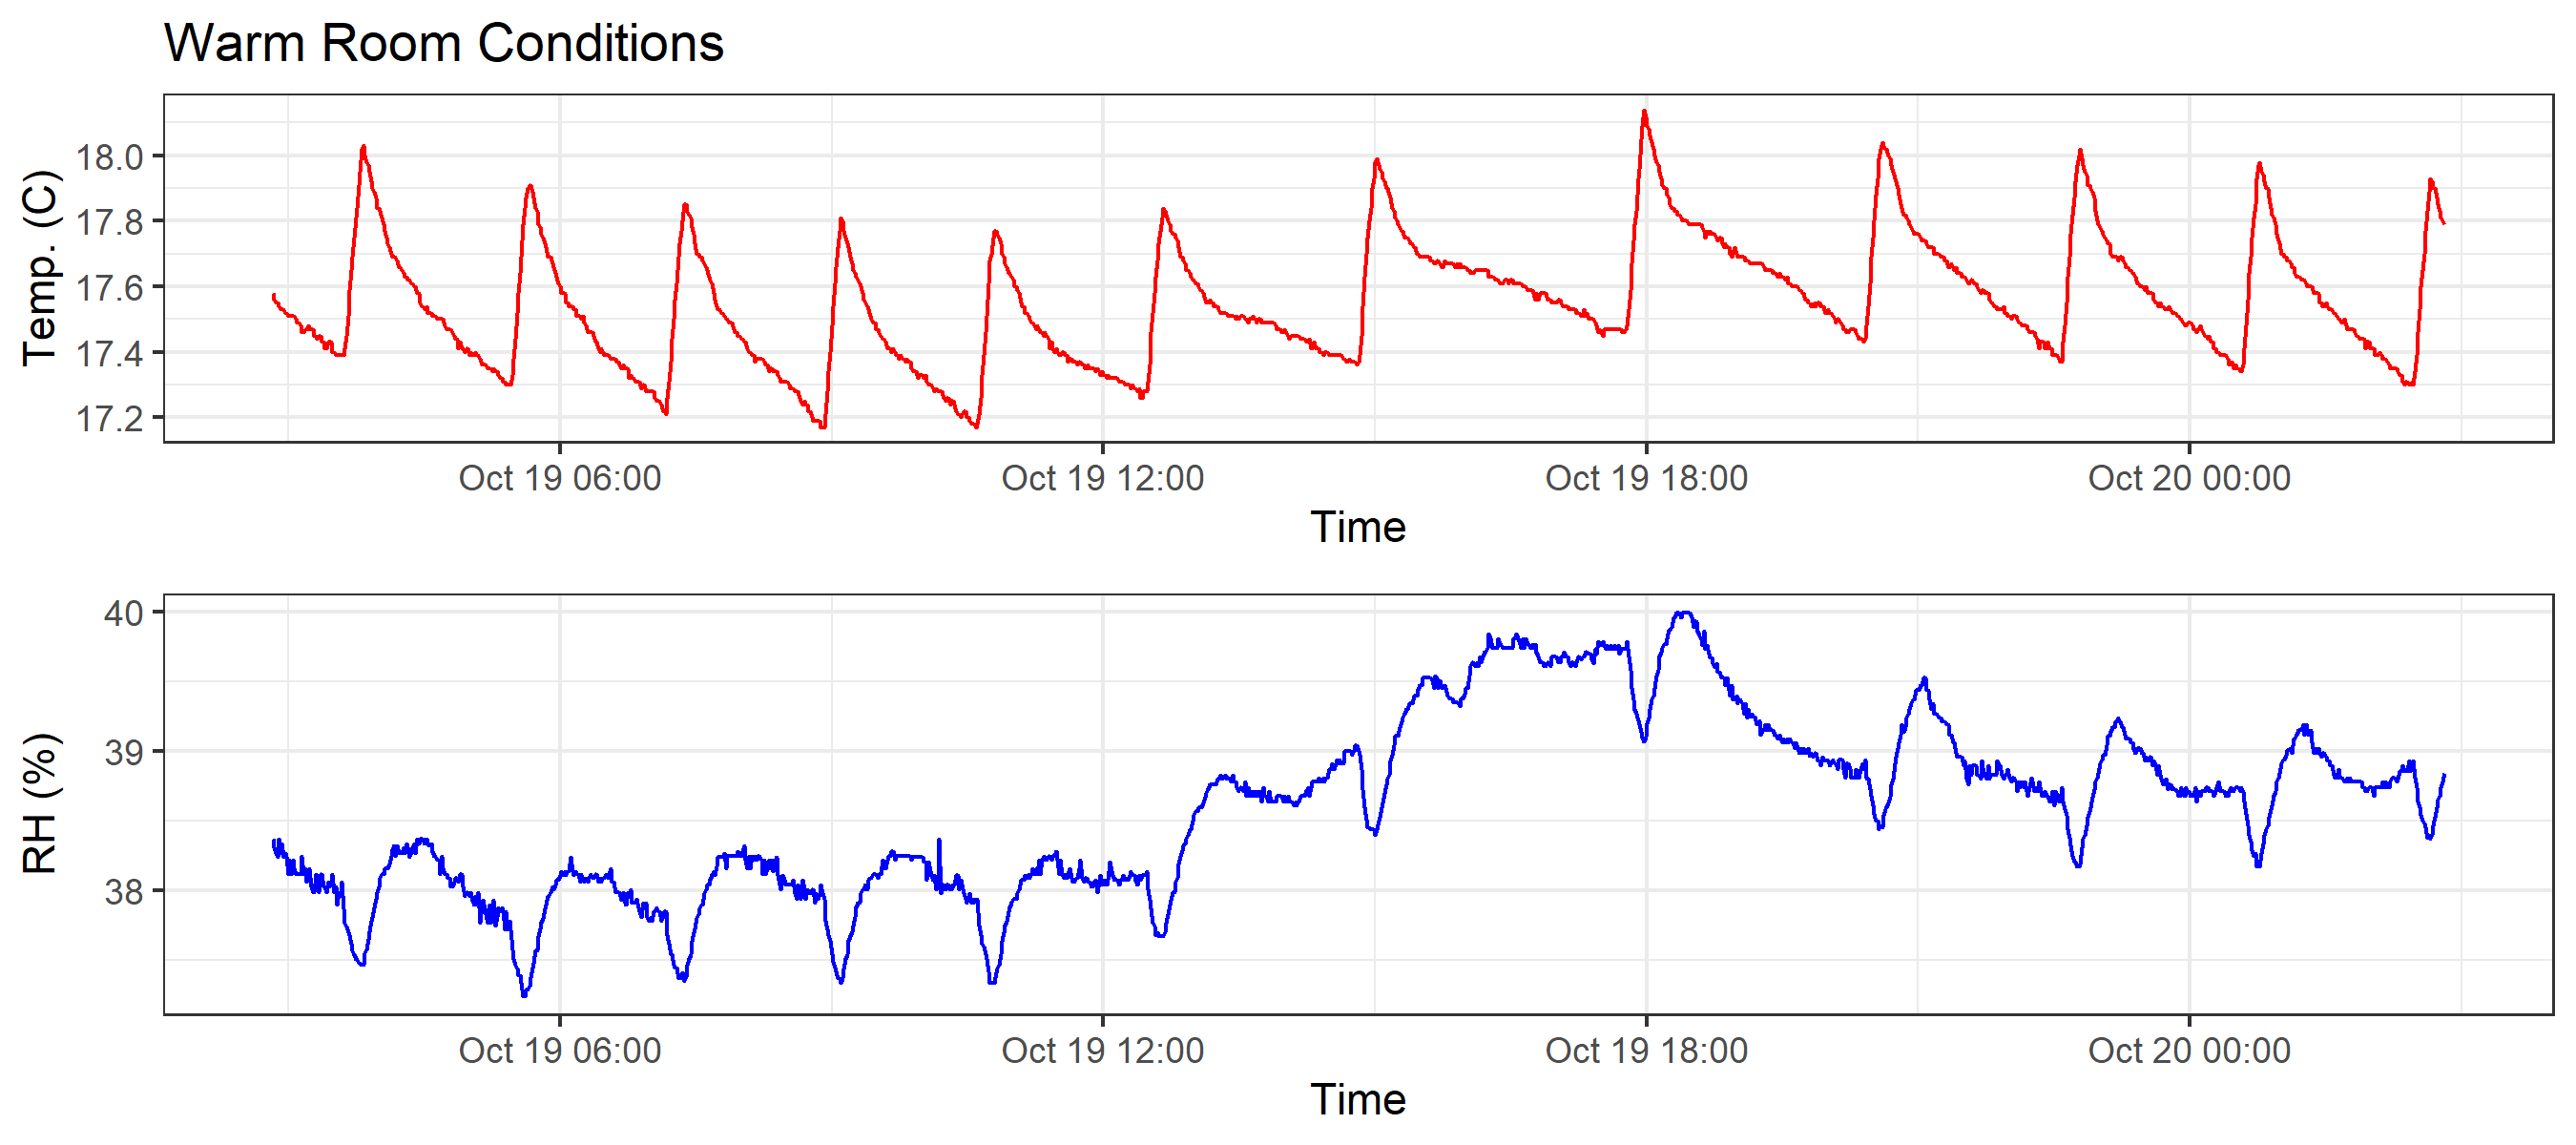 Warm Room Conditions
Temp. (C)
18.0
17.8
17.6
17.4
17.2
Oct 19 06:00 Oct 19 12:00 Oct 19 18:00 Oct 20 00:00
Time
RH (%)
40
39
38
Oct 19 06:00 Oct 19 12:00 Oct 19 18:00 Oct 20 00:00
Time